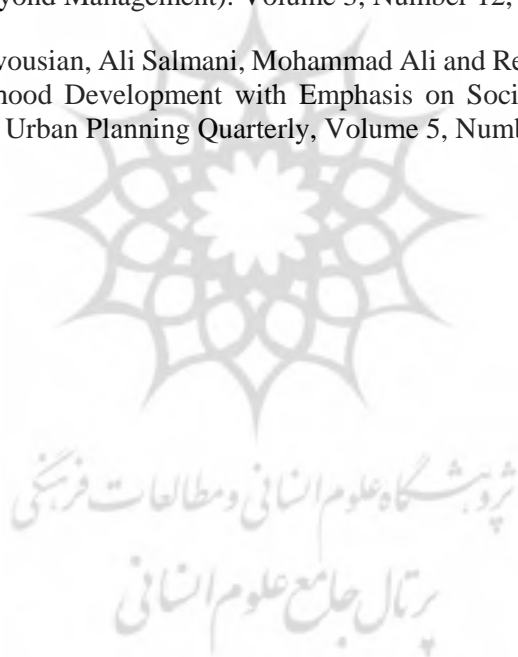 yond Management). Volume 3, Number 12,
vousian, Ali Salmani, Mohammad Ali and Re
hood Development with Emphasis on Soci
Urban Planning Quarterly, Volume 5, Numb
پژوهشگاه علوم انسانی و مطالعات فرهنگی
پرتال جامع علوم انسانی